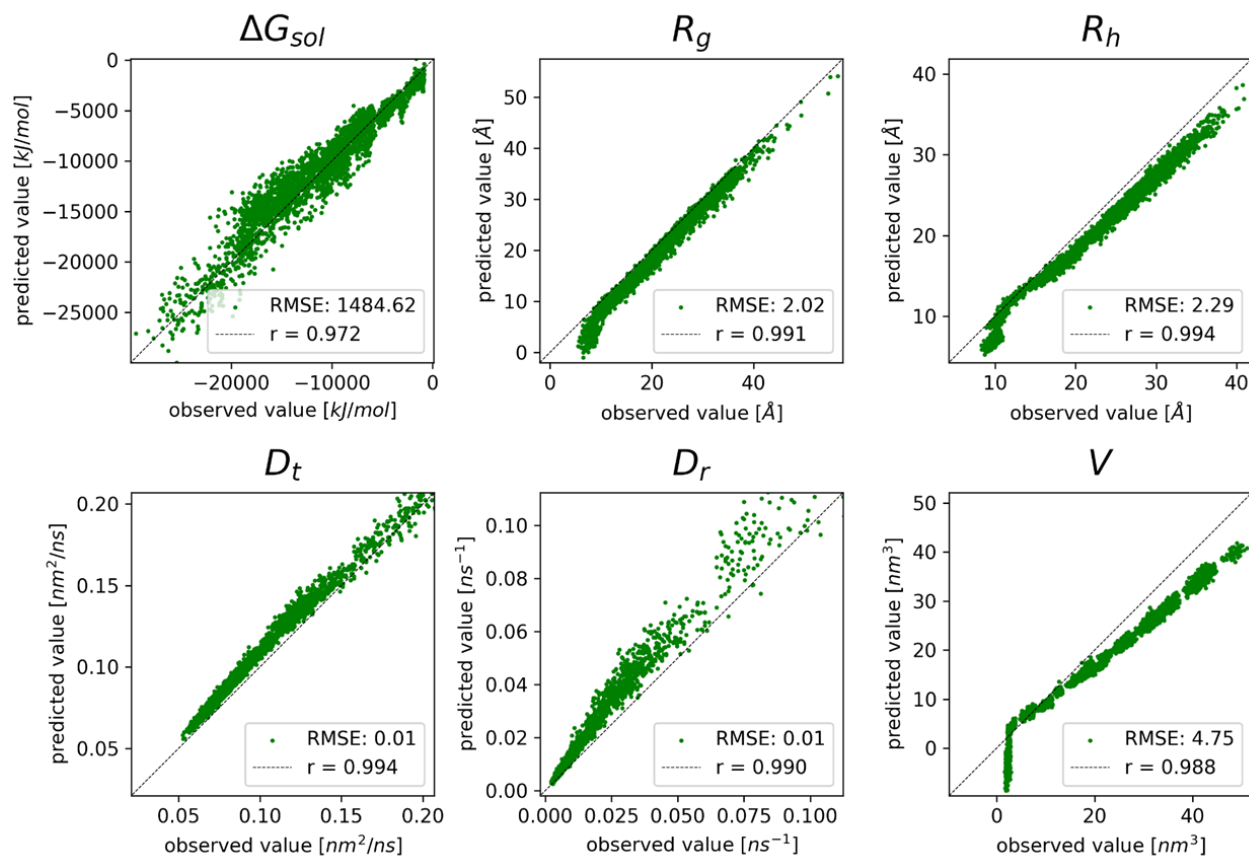 ΔG_sol
0
−5000
−10000
−15000
−20000
−25000
predicted value [kJ/mol]
RMSE: 1484.62
r = 0.972
−20000 −10000 0
observed value [kJ/mol]
R_g
50
40
30
20
10
0
predicted value [Å]
RMSE: 2.02
r = 0.991
0 20 40
observed value [Å]
R_h
40
30
20
10
predicted value [Å]
RMSE: 2.29
r = 0.994
10 20 30 40
observed value [Å]
D_t
0.20
0.15
0.10
0.05
predicted value [nm²/ns]
RMSE: 0.01
r = 0.994
0.05 0.10 0.15 0.20
observed value [nm²/ns]
D_r
0.10
0.08
0.06
0.04
0.02
0.00
predicted value [ns⁻¹]
RMSE: 0.01
r = 0.990
0.000 0.025 0.050 0.075 0.100
observed value [ns⁻¹]
V
50
40
30
20
10
0
predicted value [nm³]
RMSE: 4.75
r = 0.988
0 20 40
observed value [nm³]